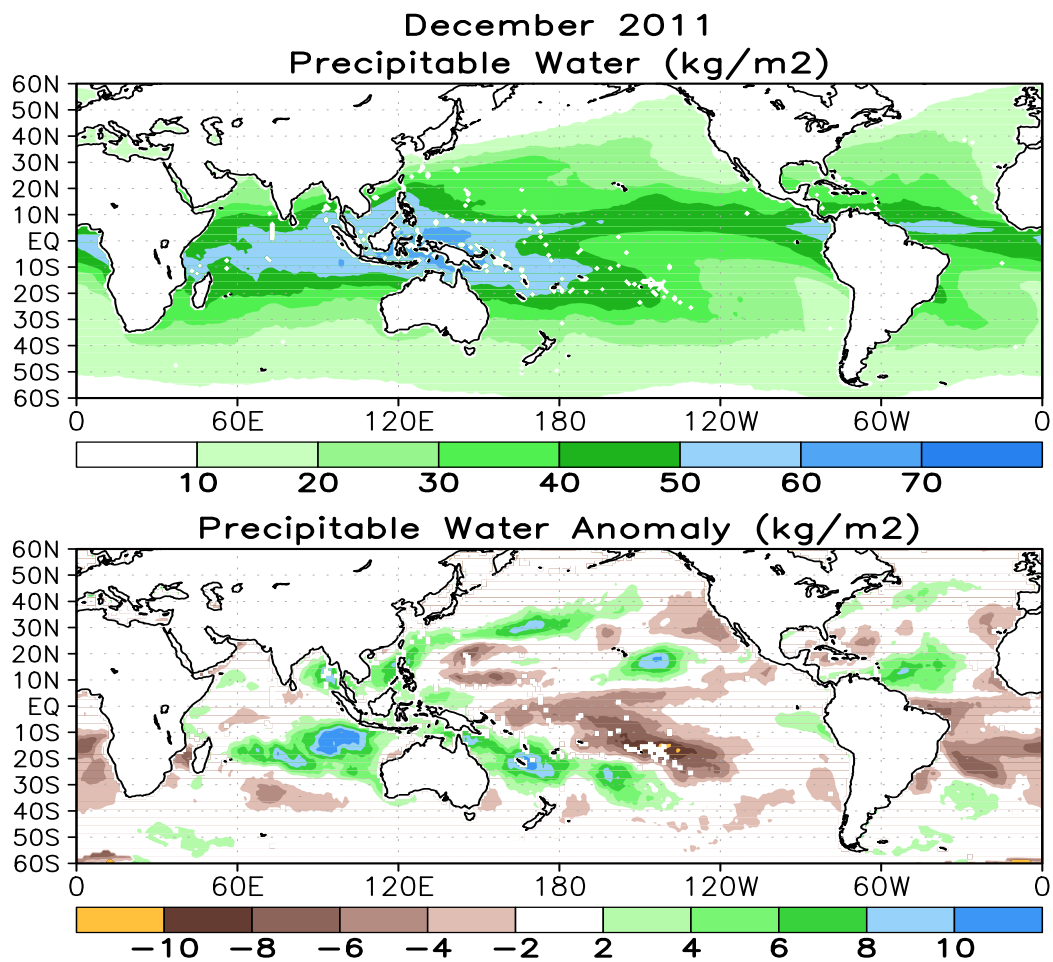 December 2011
Precipitable Water (kg/m2)
60N
50N
40N
30N
20N
10N
EQ
10S
20S
30S
40S
50S
60S
0 60E 120E 180 120W 60W 0
10 20 30 40 50 60 70
Precipitable Water Anomaly (kg/m2)
60N
50N
40N
30N
20N
10N
EQ
10S
20S
30S
40S
50S
60S
0 60E 120E 180 120W 60W 0
−10 −8 −6 −4 −2 2 4 6 8 10